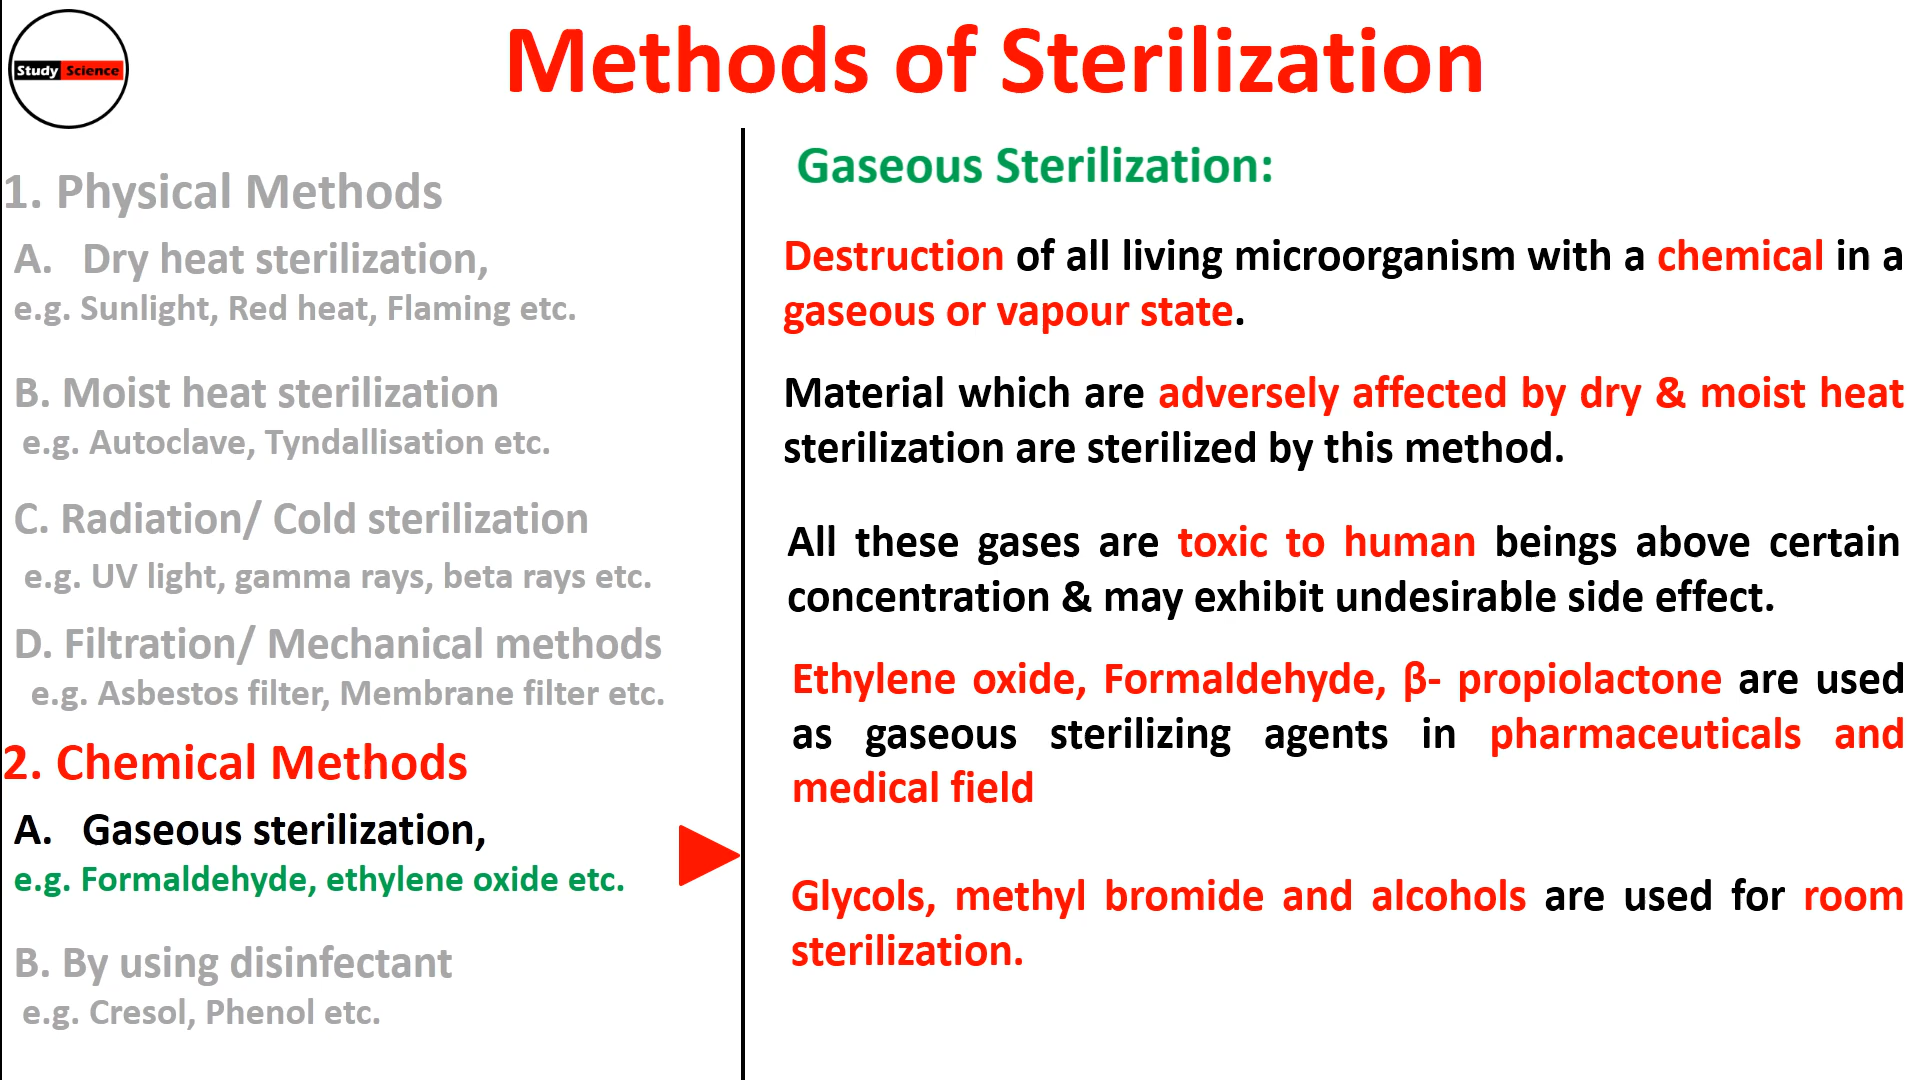 Study Science
Methods of Sterilization
1. Physical Methods
A. Dry heat sterilization,
e.g. Sunlight, Red heat, Flaming etc.
B. Moist heat sterilization
e.g. Autoclave, Tyndallisation etc.
C. Radiation/ Cold sterilization
e.g. UV light, gamma rays, beta rays etc.
D. Filtration/ Mechanical methods
e.g. Asbestos filter, Membrane filter etc.
2. Chemical Methods
A. Gaseous sterilization,
e.g. Formaldehyde, ethylene oxide etc.
B. By using disinfectant
e.g. Cresol, Phenol etc.
Gaseous Sterilization:
Destruction of all living microorganism with a chemical in a
gaseous or vapour state.
Material which are adversely affected by dry & moist heat
sterilization are sterilized by this method.
All these gases are toxic to human beings above certain
concentration & may exhibit undesirable side effect.
Ethylene oxide, Formaldehyde, β- propiolactone are used
as gaseous sterilizing agents in pharmaceuticals and
medical field
Glycols, methyl bromide and alcohols are used for room
sterilization.